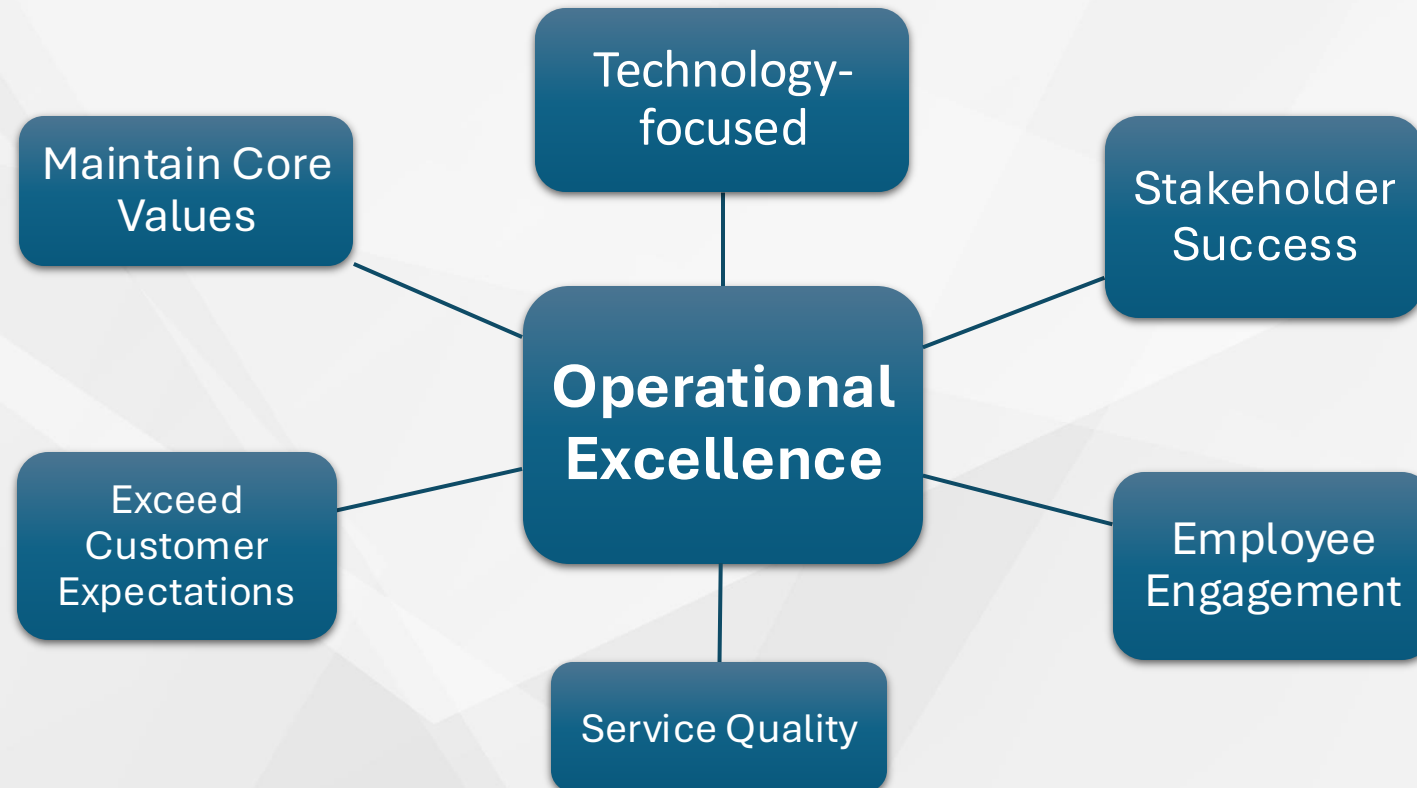 Technology-
focused
Maintain Core
Values
Stakeholder
Success
Operational
Excellence
Exceed
Customer
Expectations
Employee
Engagement
Service Quality